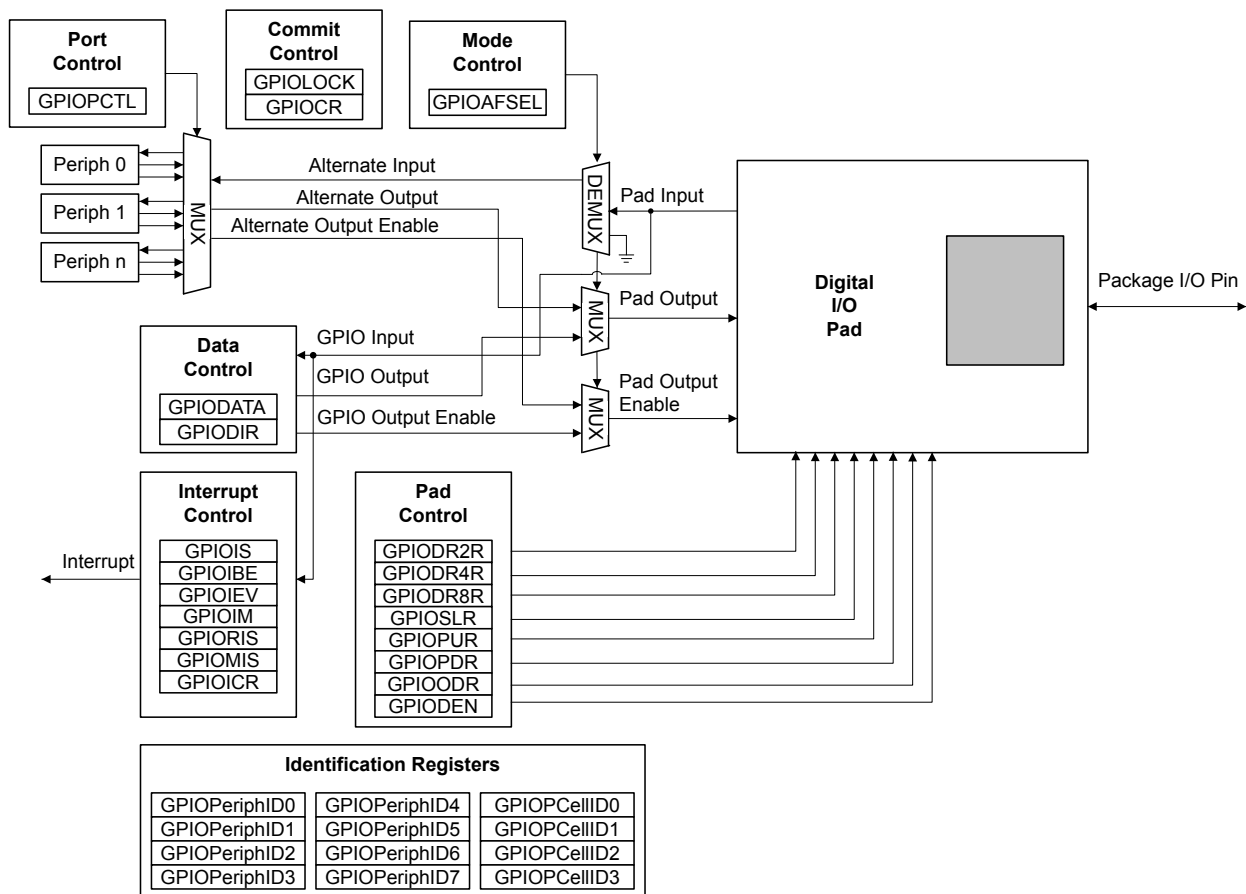 Port
Control
GPIOPCTL
Commit
Control
GPIOLOCK
GPIOCR
Mode
Control
GPIOAFSEL
Periph 0
Periph 1
Periph n
MUX
Alternate Input
Alternate Output
Alternate Output Enable
DEMUX
Pad Input
MUX
Pad Output
MUX
Pad Output
Enable
Digital
I/O
Pad
Package I/O Pin
Data
Control
GPIODATA
GPIODIR
GPIO Input
GPIO Output
GPIO Output Enable
Interrupt
Interrupt
Control
GPIOIS
GPIOIBE
GPIOIEV
GPIOIM
GPIORIS
GPIOMIS
GPIOICR
Pad
Control
GPIODR2R
GPIODR4R
GPIODR8R
GPIOSLR
GPIOPUR
GPIOPDR
GPIOODR
GPIODEN
Identification Registers
GPIOPeriphID0
GPIOPeriphID1
GPIOPeriphID2
GPIOPeriphID3
GPIOPeriphID4
GPIOPeriphID5
GPIOPeriphID6
GPIOPeriphID7
GPIOPCellID0
GPIOPCellID1
GPIOPCellID2
GPIOPCellID3